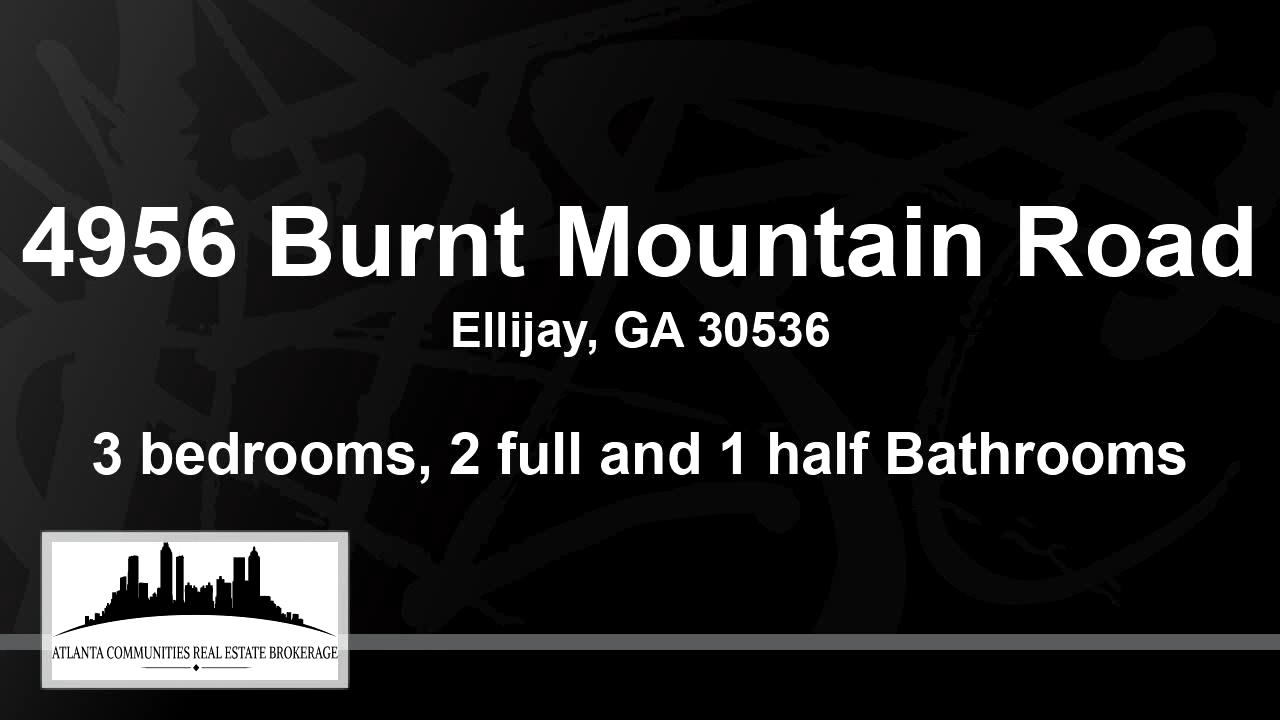 4956 Burnt Mountain Road
Ellijay, GA 30536
3 bedrooms, 2 full and 1 half Bathrooms
ATLANTA COMMUNITIES REAL ESTATE BROKERAGE